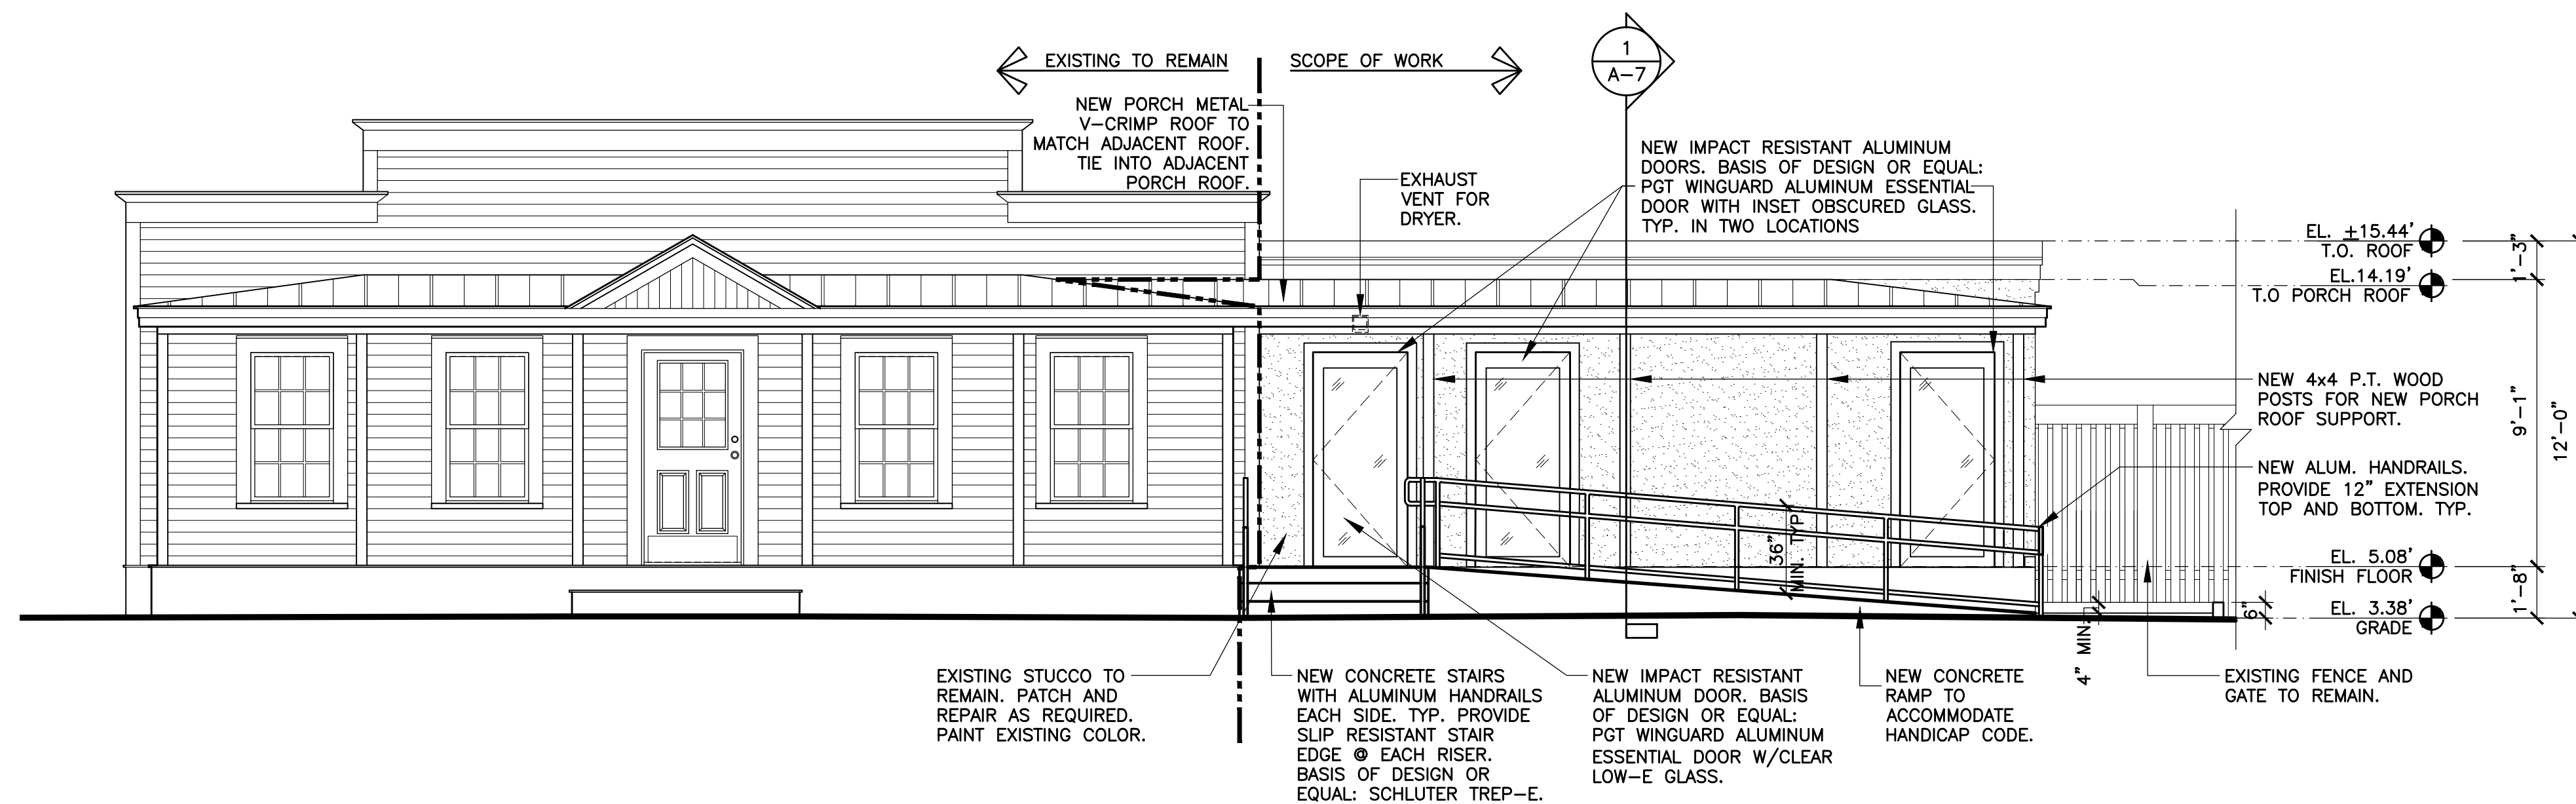 EXISTING TO REMAIN
SCOPE OF WORK
1
A-7
NEW PORCH METAL
V-CRIMP ROOF TO
MATCH ADJACENT ROOF.
TIE INTO ADJACENT
PORCH ROOF.
EXHAUST
VENT FOR
DRYER.
NEW IMPACT RESISTANT ALUMINUM
DOORS. BASIS OF DESIGN OR EQUAL:
PGT WINGUARD ALUMINUM ESSENTIAL
DOOR WITH INSET OBSCURED GLASS.
TYP. IN TWO LOCATIONS
EL. ±15.44'
T.O. ROOF
EL.14.19'
T.O PORCH ROOF
1'-3"
NEW 4x4 P.T. WOOD
POSTS FOR NEW PORCH
ROOF SUPPORT.
9'-1"
12'-0"
NEW ALUM. HANDRAILS.
PROVIDE 12" EXTENSION
TOP AND BOTTOM. TYP.
36"
MIN. TYP.
EL. 5.08'
FINISH FLOOR
EL. 3.38'
GRADE
1'-8"
6"
4" MIN.
EXISTING STUCCO TO
REMAIN. PATCH AND
REPAIR AS REQUIRED.
PAINT EXISTING COLOR.
NEW CONCRETE STAIRS
WITH ALUMINUM HANDRAILS
EACH SIDE. TYP. PROVIDE
SLIP RESISTANT STAIR
EDGE @ EACH RISER.
BASIS OF DESIGN OR
EQUAL: SCHLUTER TREP-E.
NEW IMPACT RESISTANT
ALUMINUM DOOR. BASIS
OF DESIGN OR EQUAL:
PGT WINGUARD ALUMINUM
ESSENTIAL DOOR W/CLEAR
LOW-E GLASS.
NEW CONCRETE
RAMP TO
ACCOMMODATE
HANDICAP CODE.
EXISTING FENCE AND
GATE TO REMAIN.